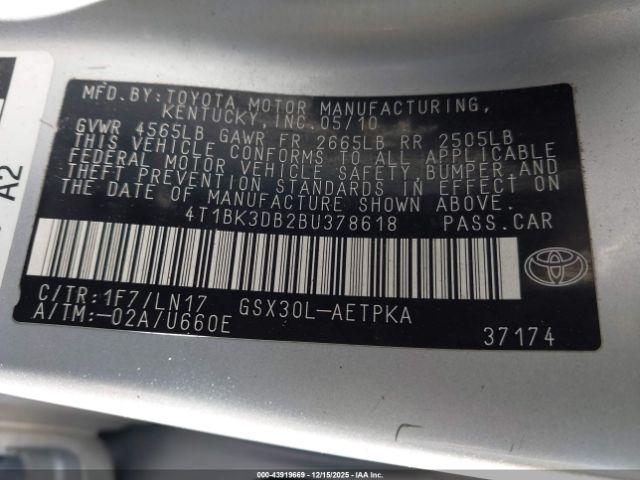 MFD.BY:TOYOTA MOTOR MANUFACTURING,
KENTUCKY, INC. 05/10
GVWR 4565LB GAWR FR 2665LB RR 2505LB
THIS VEHICLE CONFORMS TO ALL APPLICABLE
FEDERAL MOTOR VEHICLE SAFETY, BUMPER, AND
THEFT PREVENTION STANDARDS IN EFFECT ON
THE DATE OF MANUFACTURE SHOWN ABOVE.
4T1BK3DB2BU378618 PASS.CAR
C/TR:1F7/LN17 GSX30L-AETPKA
A/TM:-02A/U660E
37174
A2
000-43919669 12/15/2025 IAA, Inc.